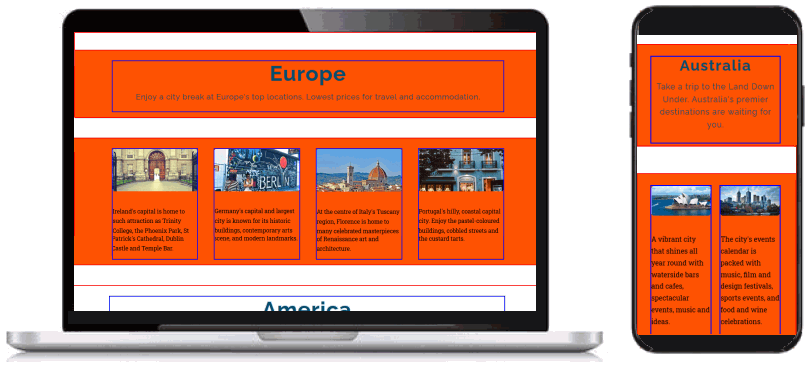 Europe
Enjoy a city break at Europe's top locations. Lowest prices for travel and accommodation.
BERLIN
Ireland's capital is home to
such attraction as Trinity
College, the Phoenix Park, St
Patrick's Cathedral, Dublin
Castle and Temple Bar.
Germany's capital and largest
city is known for its historic
buildings, contemporary arts
scene, and modern landmarks.
At the centre of Italy's Tuscany
region, Florence is home to
many celebrated masterpieces
of Renaissance art and
architecture.
Portugal's hilly, coastal capital
city. Enjoy the pastel-coloured
buildings, cobbled streets and
the custard tarts.
America
Australia
Take a trip to the Land Down
Under. Australia's premier
destinations are waiting for
you.
A vibrant city
that shines all
year round with
waterside bars
and cafes,
spectacular
events, music and
ideas.
The city's events
calendar is
packed with
music, film and
design festivals,
sports events, and
food and wine
celebrations.